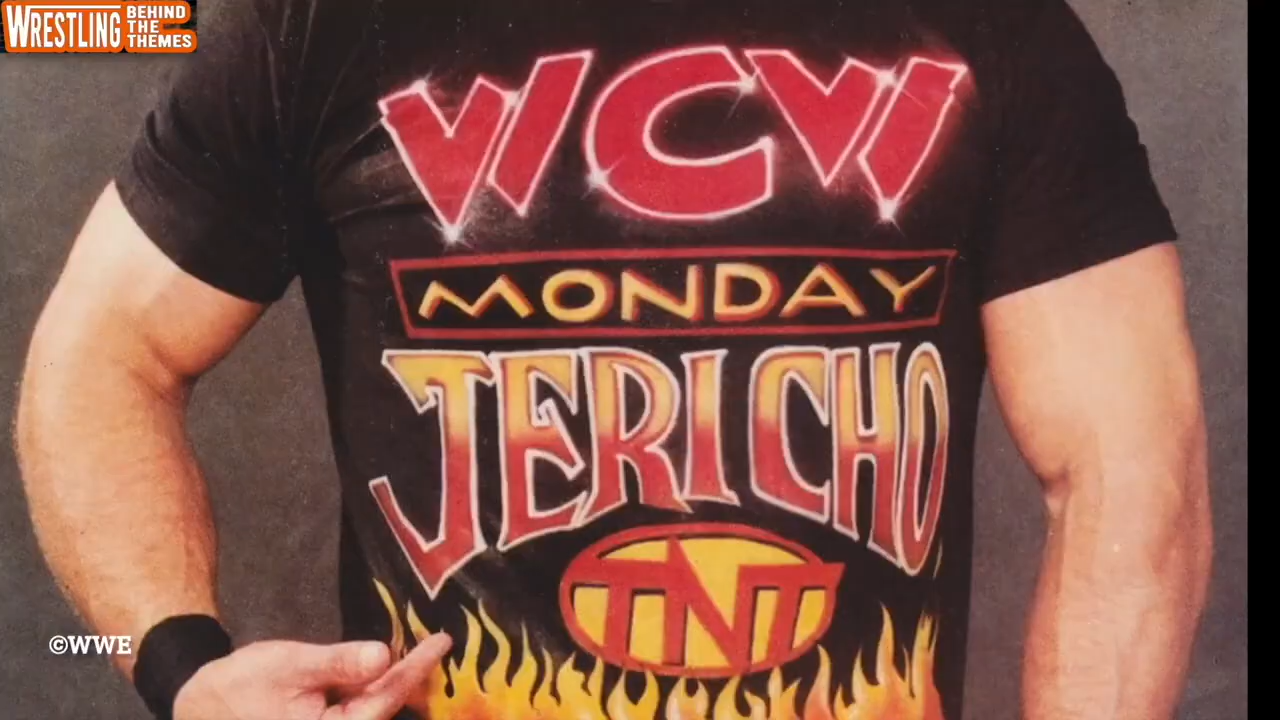 WRESTLING BEHIND
THE
THEMES
WCW
MONDAY
JERICHO
TNT
©WWE